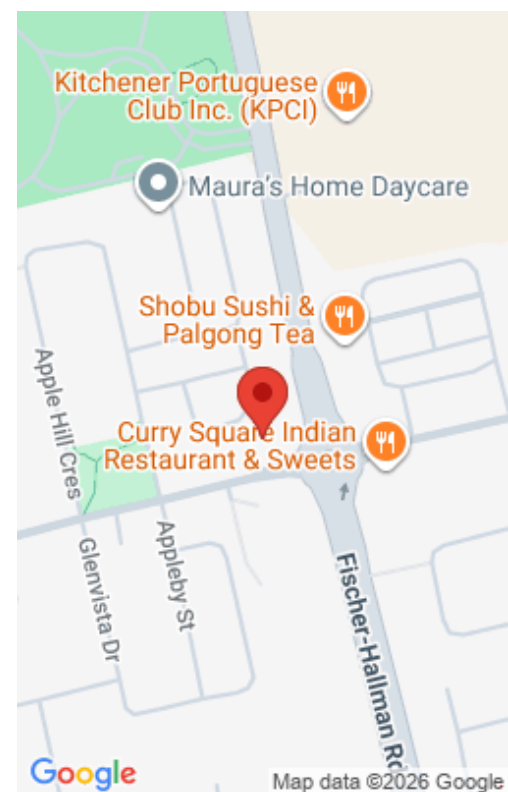 Kitchener Portuguese
Club Inc. (KPCI)
Maura's Home Daycare
Shobu Sushi &
Palgong Tea
Apple Hill Cres
Curry Square Indian
Restaurant & Sweets
Glenvista Dr
Appleby St
Fischer-Hallman Rd
Google
Map data ©2026 Google